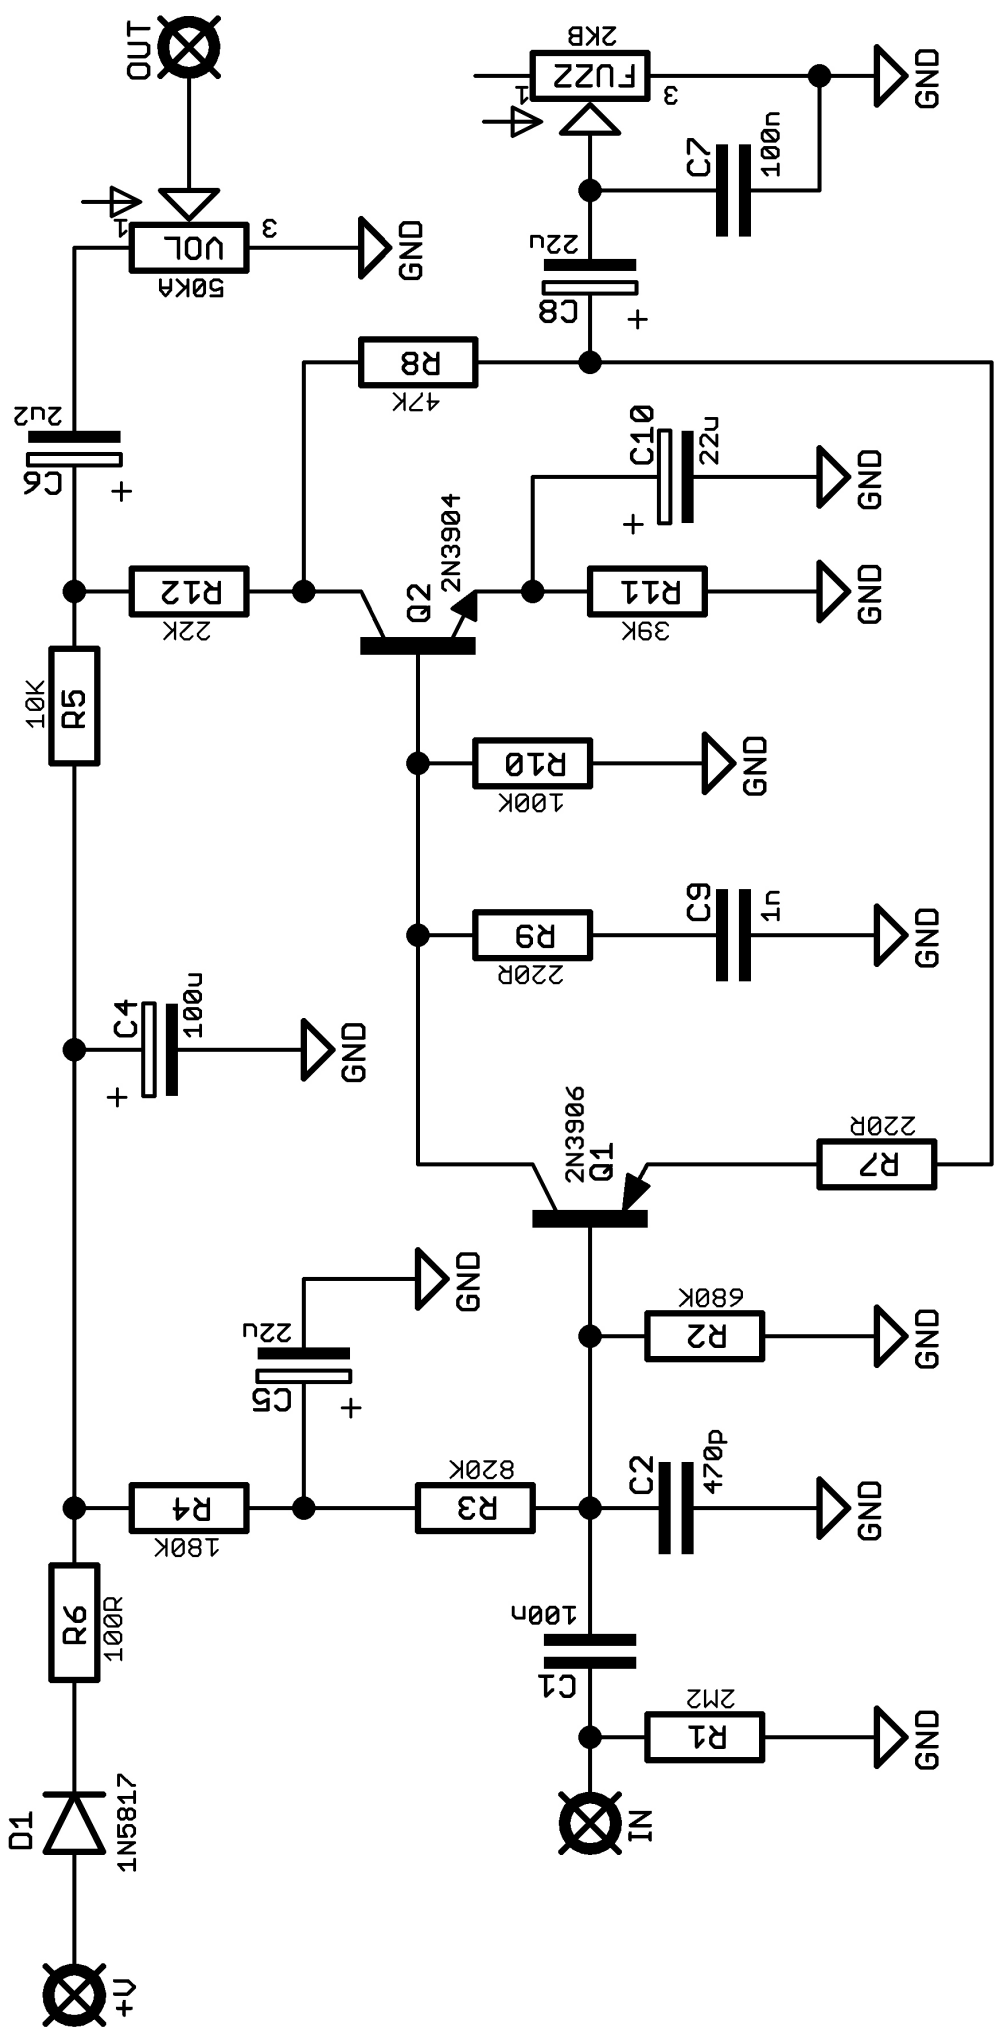 +V
D1
1N5817
R6
100R
R4
180K
C5
22u
+
GND
C4
100u
+
GND
R5
10K
R12
22K
C6
2u2
+
VOL
50KA
1
3
GND
OUT
IN
R1
2M2
GND
C1
100n
C2
470p
GND
R3
820K
R2
680K
GND
Q1
2N3906
R7
220R
R9
220R
C9
1n
GND
R10
100K
GND
Q2
2N3904
R11
39K
GND
C10
22u
+
GND
R8
47K
C8
22u
+
C7
100n
FUZZ
2KB
1
3
GND